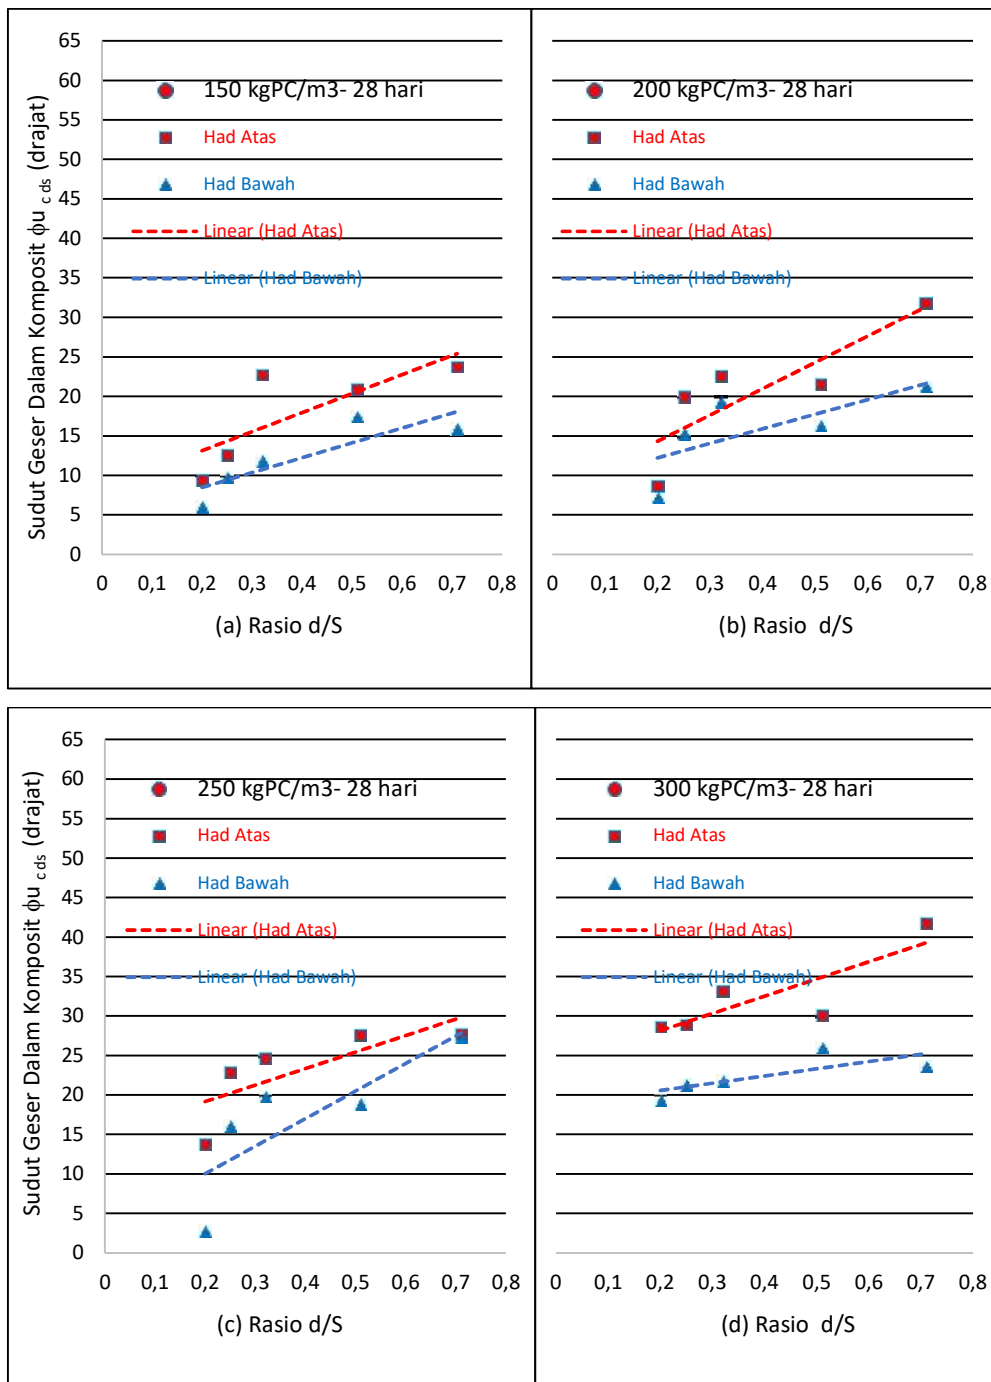 Sudut Geser Dalam Komposit ϕu c ds (drajat)
65
60
55
50
45
40
35
30
25
20
15
10
5
0
150 kgPC/m3- 28 hari
Had Atas
Had Bawah
Linear (Had Atas)
Linear (Had Bawah)
0 0,1 0,2 0,3 0,4 0,5 0,6 0,7 0,8
(a) Rasio d/S
200 kgPC/m3- 28 hari
Had Atas
Had Bawah
Linear (Had Atas)
Linear (Had Bawah)
0 0,1 0,2 0,3 0,4 0,5 0,6 0,7 0,8
(b) Rasio d/S
Sudut Geser Dalam Komposit ϕu c ds (drajat)
65
60
55
50
45
40
35
30
25
20
15
10
5
0
250 kgPC/m3- 28 hari
Had Atas
Had Bawah
Linear (Had Atas)
Linear (Had Bawah)
0 0,1 0,2 0,3 0,4 0,5 0,6 0,7 0,8
(c) Rasio d/S
300 kgPC/m3- 28 hari
Had Atas
Had Bawah
Linear (Had Atas)
Linear (Had Bawah)
0 0,1 0,2 0,3 0,4 0,5 0,6 0,7 0,8
(d) Rasio d/S